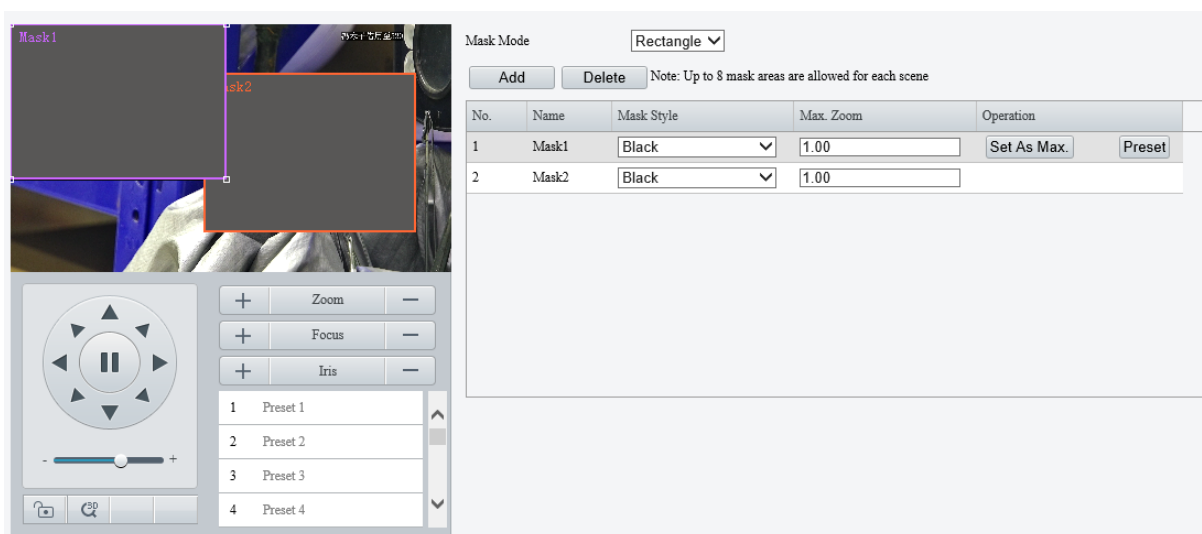 Mask1
Mask Mode
Rectangle
Add
Delete
Note: Up to 8 mask areas are allowed for each scene
No.
Name
Mask Style
Max. Zoom
Operation
1
Mask1
Black
1.00
Set As Max.
Preset
2
Mask2
Black
1.00
+ Zoom −
+ Focus −
+ Iris −
1 Preset 1
2 Preset 2
3 Preset 3
4 Preset 4
- +
3D